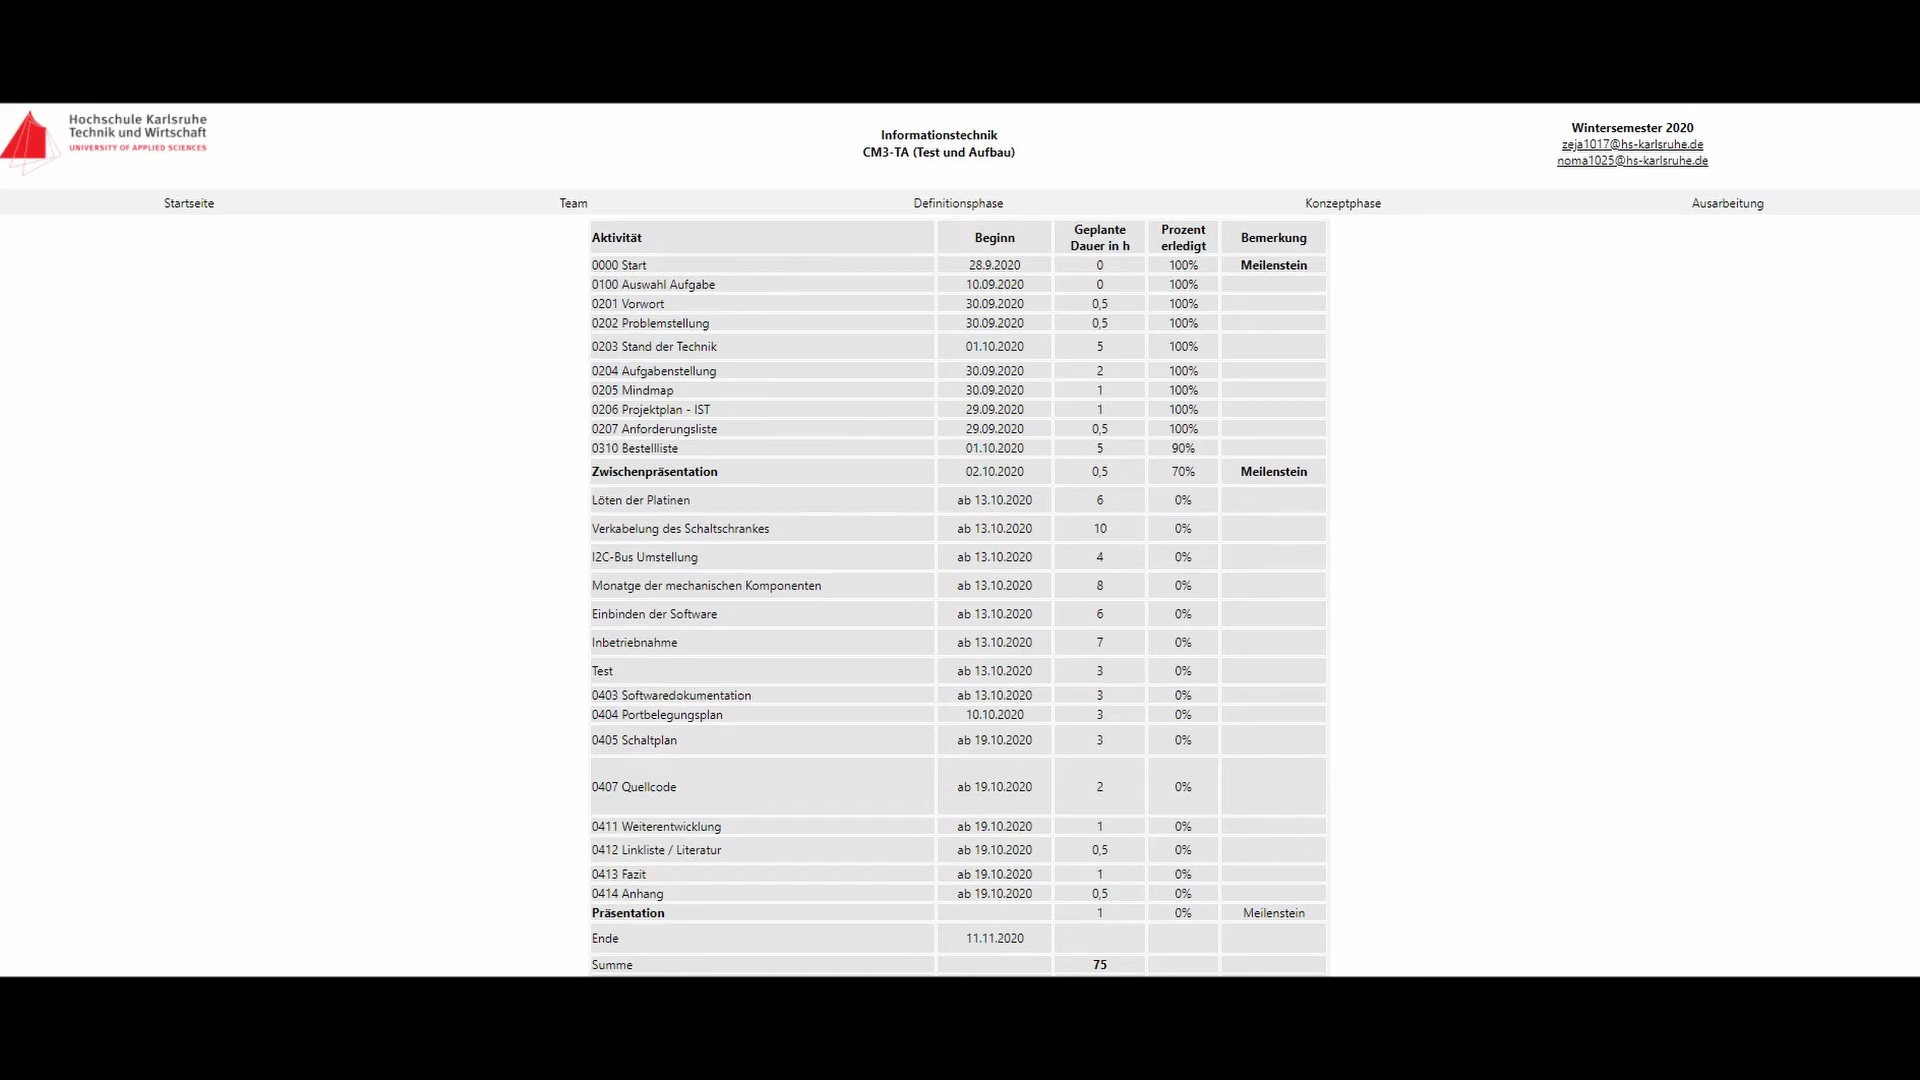 Hochschule Karlsruhe
Technik und Wirtschaft
UNIVERSITY OF APPLIED SCIENCES
Informationstechnik
CM3-TA (Test und Aufbau)
Wintersemester 2020
zeja1017@hs-karlsruhe.de
noma1025@hs-karlsruhe.de
Startseite Team Definitionsphase Konzeptphase Ausarbeitung
Aktivität Beginn Geplante Dauer in h Prozent erledigt Bemerkung
0000 Start 28.9.2020 0 100% Meilenstein
0100 Auswahl Aufgabe 10.09.2020 0 100%
0201 Vorwort 30.09.2020 0,5 100%
0202 Problemstellung 30.09.2020 0,5 100%
0203 Stand der Technik 01.10.2020 5 100%
0204 Aufgabenstellung 30.09.2020 2 100%
0205 Mindmap 30.09.2020 1 100%
0206 Projektplan - IST 29.09.2020 1 100%
0207 Anforderungsliste 29.09.2020 0,5 100%
0310 Bestellliste 01.10.2020 5 90%
Zwischenpräsentation 02.10.2020 0,5 70% Meilenstein
Löten der Platinen ab 13.10.2020 6 0%
Verkabelung des Schaltschrankes ab 13.10.2020 10 0%
I2C-Bus Umstellung ab 13.10.2020 4 0%
Monatge der mechanischen Komponenten ab 13.10.2020 8 0%
Einbinden der Software ab 13.10.2020 6 0%
Inbetriebnahme ab 13.10.2020 7 0%
Test ab 13.10.2020 3 0%
0403 Softwaredokumentation ab 13.10.2020 3 0%
0404 Portbelegungsplan 10.10.2020 3 0%
0405 Schaltplan ab 19.10.2020 3 0%
0407 Quellcode ab 19.10.2020 2 0%
0411 Weiterentwicklung ab 19.10.2020 1 0%
0412 Linkliste / Literatur ab 19.10.2020 0,5 0%
0413 Fazit ab 19.10.2020 1 0%
0414 Anhang ab 19.10.2020 0,5 0%
Präsentation 1 0% Meilenstein
Ende 11.11.2020
Summe 75